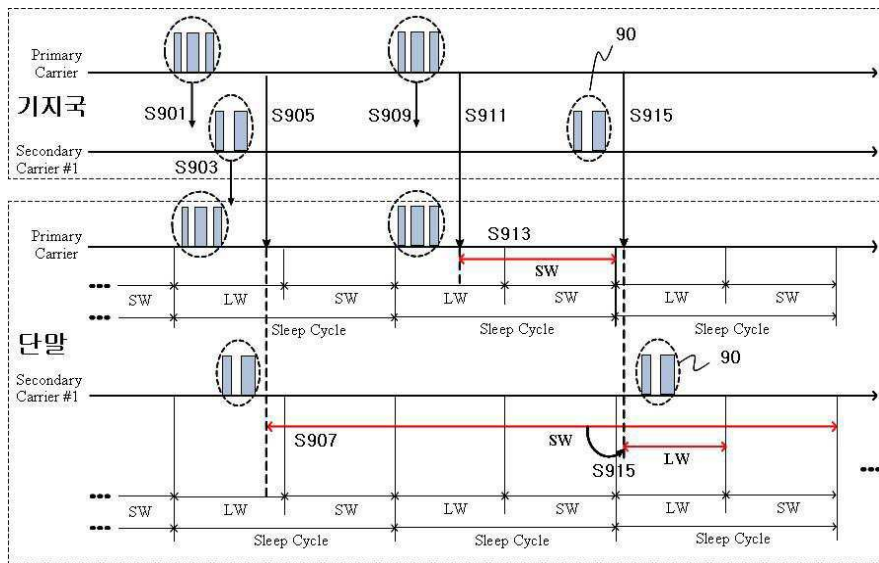 90
Primary
Carrier
기지국
S901
S905
S909
S911
S915
Secondary
Carrier #1
S903
Primary
Carrier
S913
SW
••• SW LW SW LW SW LW SW
••• Sleep Cycle Sleep Cycle Sleep Cycle
단말
Secondary
Carrier #1
90
S907
SW
S915
LW
•••
••• SW LW SW LW SW LW SW
••• Sleep Cycle Sleep Cycle Sleep Cycle